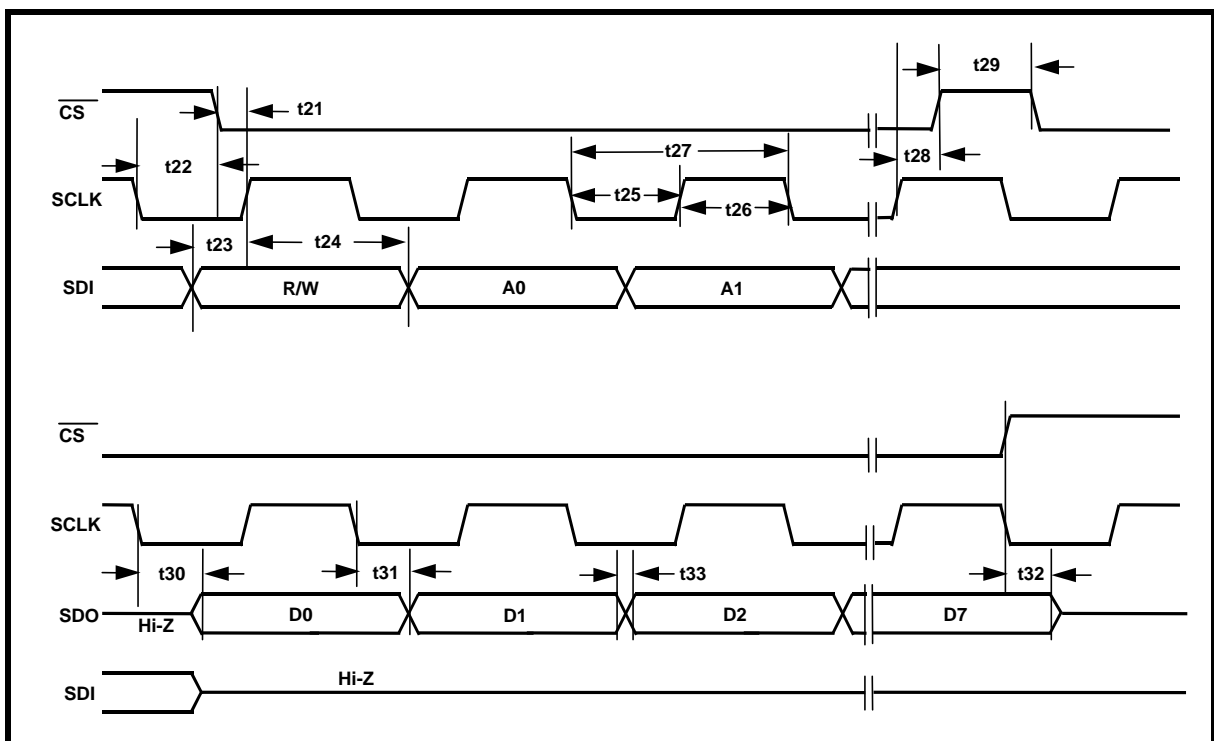 t29
CS
t21
t22
t27
t28
SCLK
t25
t26
t23
t24
SDI
R/W
A0
A1
CS
SCLK
t30
t31
t33
t32
SDO
Hi-Z
D0
D1
D2
D7
SDI
Hi-Z